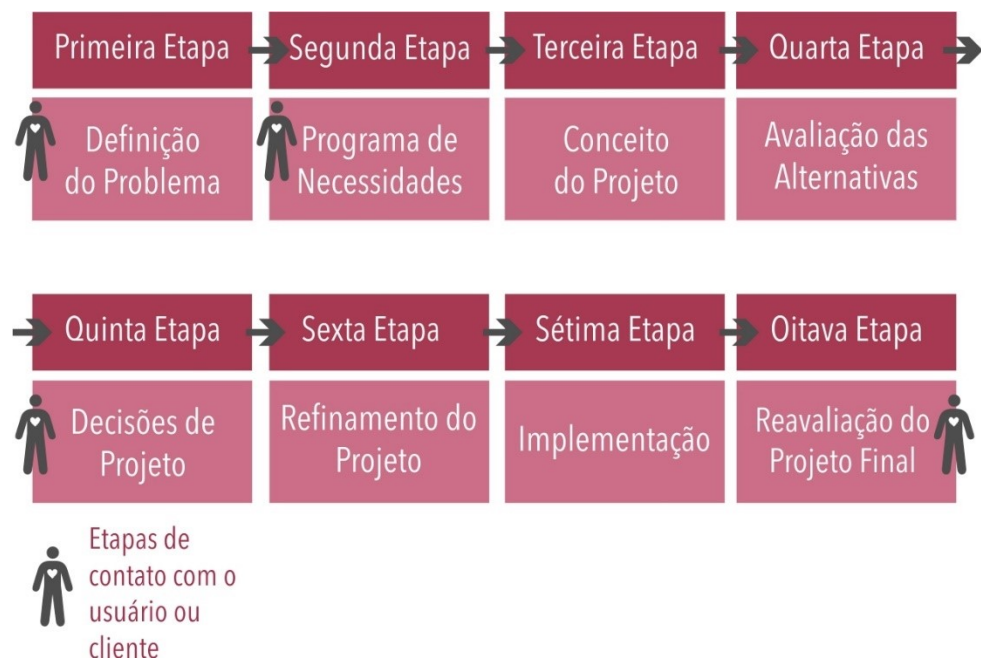 Primeira Etapa
Segunda Etapa
Terceira Etapa
Quarta Etapa
Definição
do Problema
Programa de
Necessidades
Conceito
do Projeto
Avaliação das
Alternativas
Quinta Etapa
Sexta Etapa
Sétima Etapa
Oitava Etapa
Decisões de
Projeto
Refinamento do
Projeto
Implementação
Reavaliação do
Projeto Final
Etapas de
contato com o
usuário ou
cliente